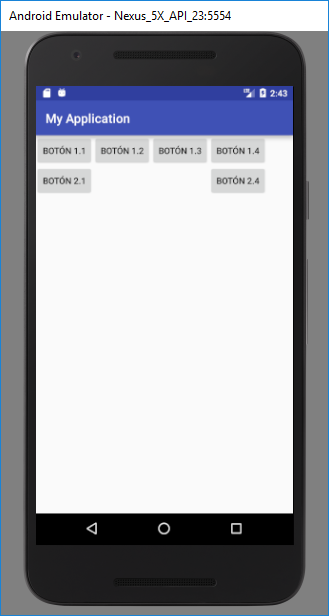 Android Emulator - Nexus_5X_API_23:5554
2:43
My Application
BOTÓN 1.1 BOTÓN 1.2 BOTÓN 1.3 BOTÓN 1.4
BOTÓN 2.1 BOTÓN 2.4